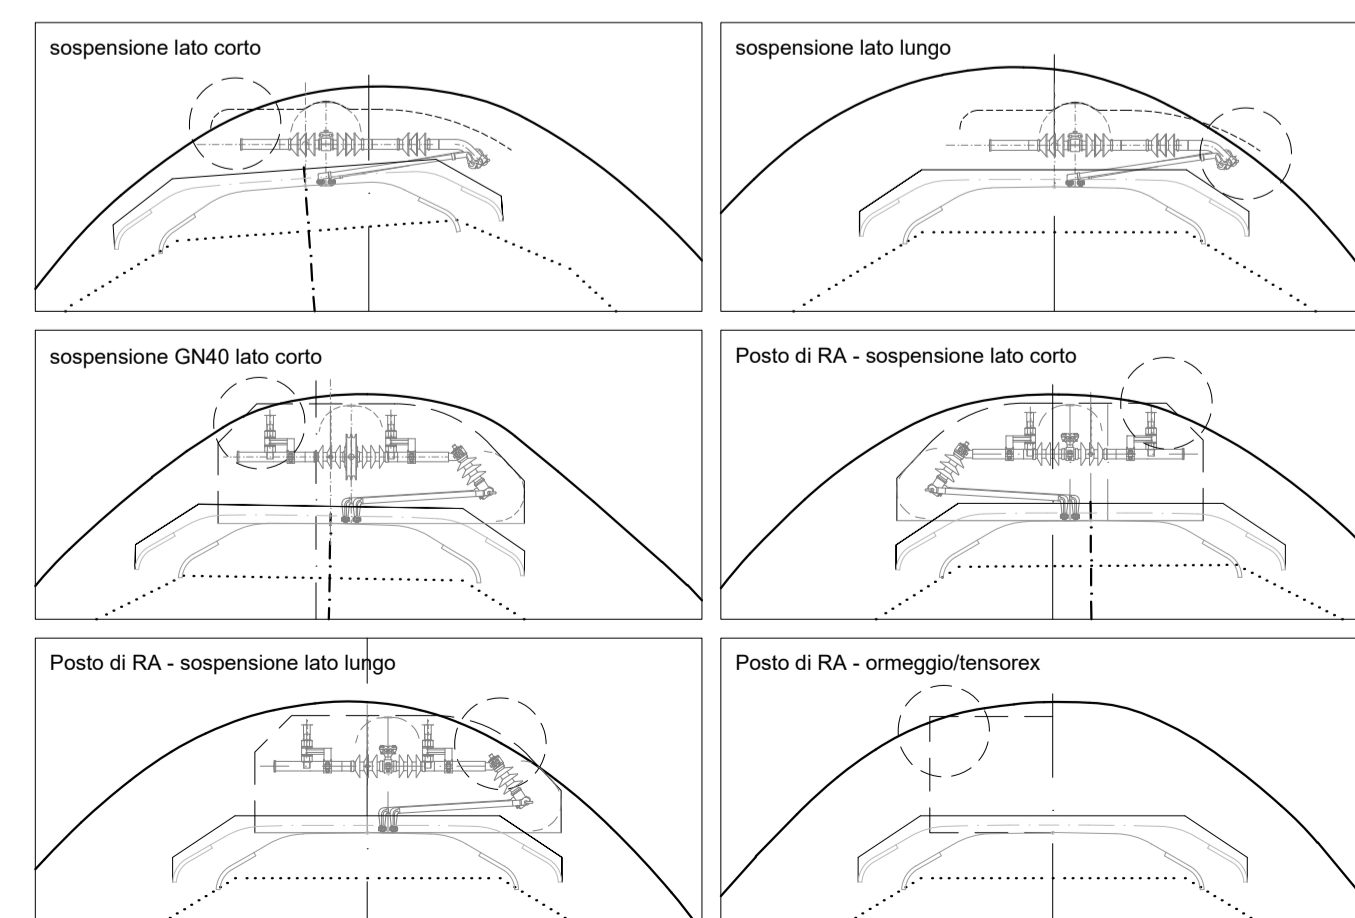 sospensione lato corto
sospensione lato lungo
sospensione GN40 lato corto
Posto di RA - sospensione lato corto
Posto di RA - sospensione lato lungo
Posto di RA - ormeggio/tensorex